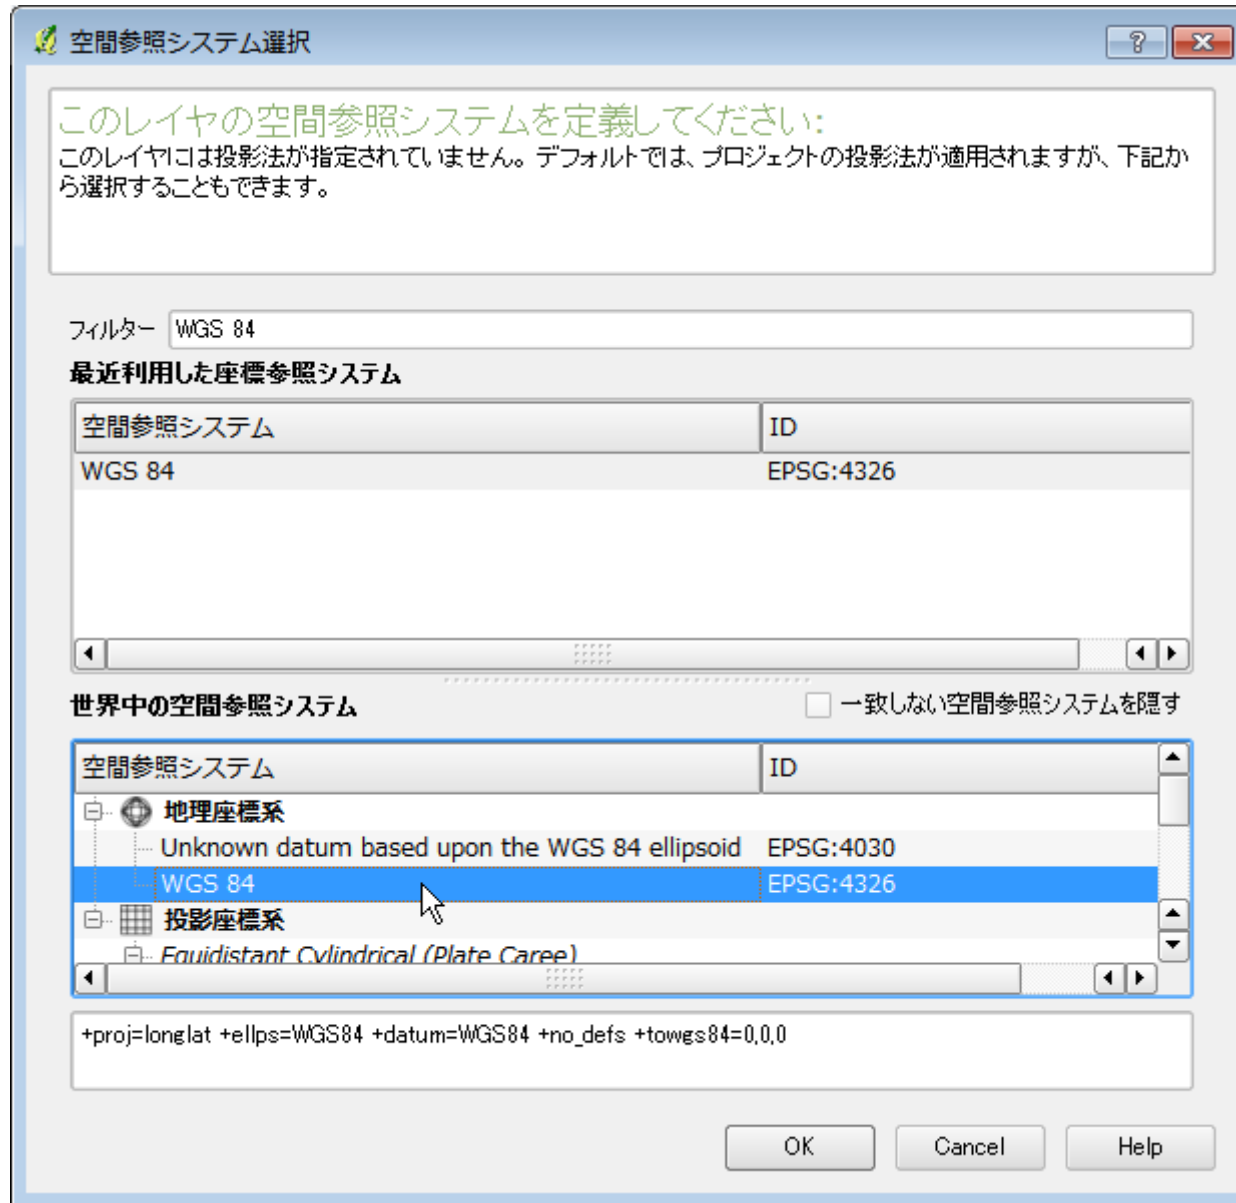 空間参照システム選択
このレイヤの空間参照システムを定義してください:
このレイヤには投影法が指定されていません。デフォルトでは、プロジェクトの投影法が適用されますが、下記か
ら選択することもできます。
フィルター WGS 84
最近利用した座標参照システム
空間参照システム ID
WGS 84 EPSG:4326
世界中の空間参照システム 一致しない空間参照システムを隠す
空間参照システム ID
地理座標系
Unknown datum based upon the WGS 84 ellipsoid EPSG:4030
WGS 84 EPSG:4326
投影座標系
Equidistant Cylindrical (Plate Caree)
+proj=longlat +ellps=WGS84 +datum=WGS84 +no_defs +towgs84=0,0,0
OK Cancel Help